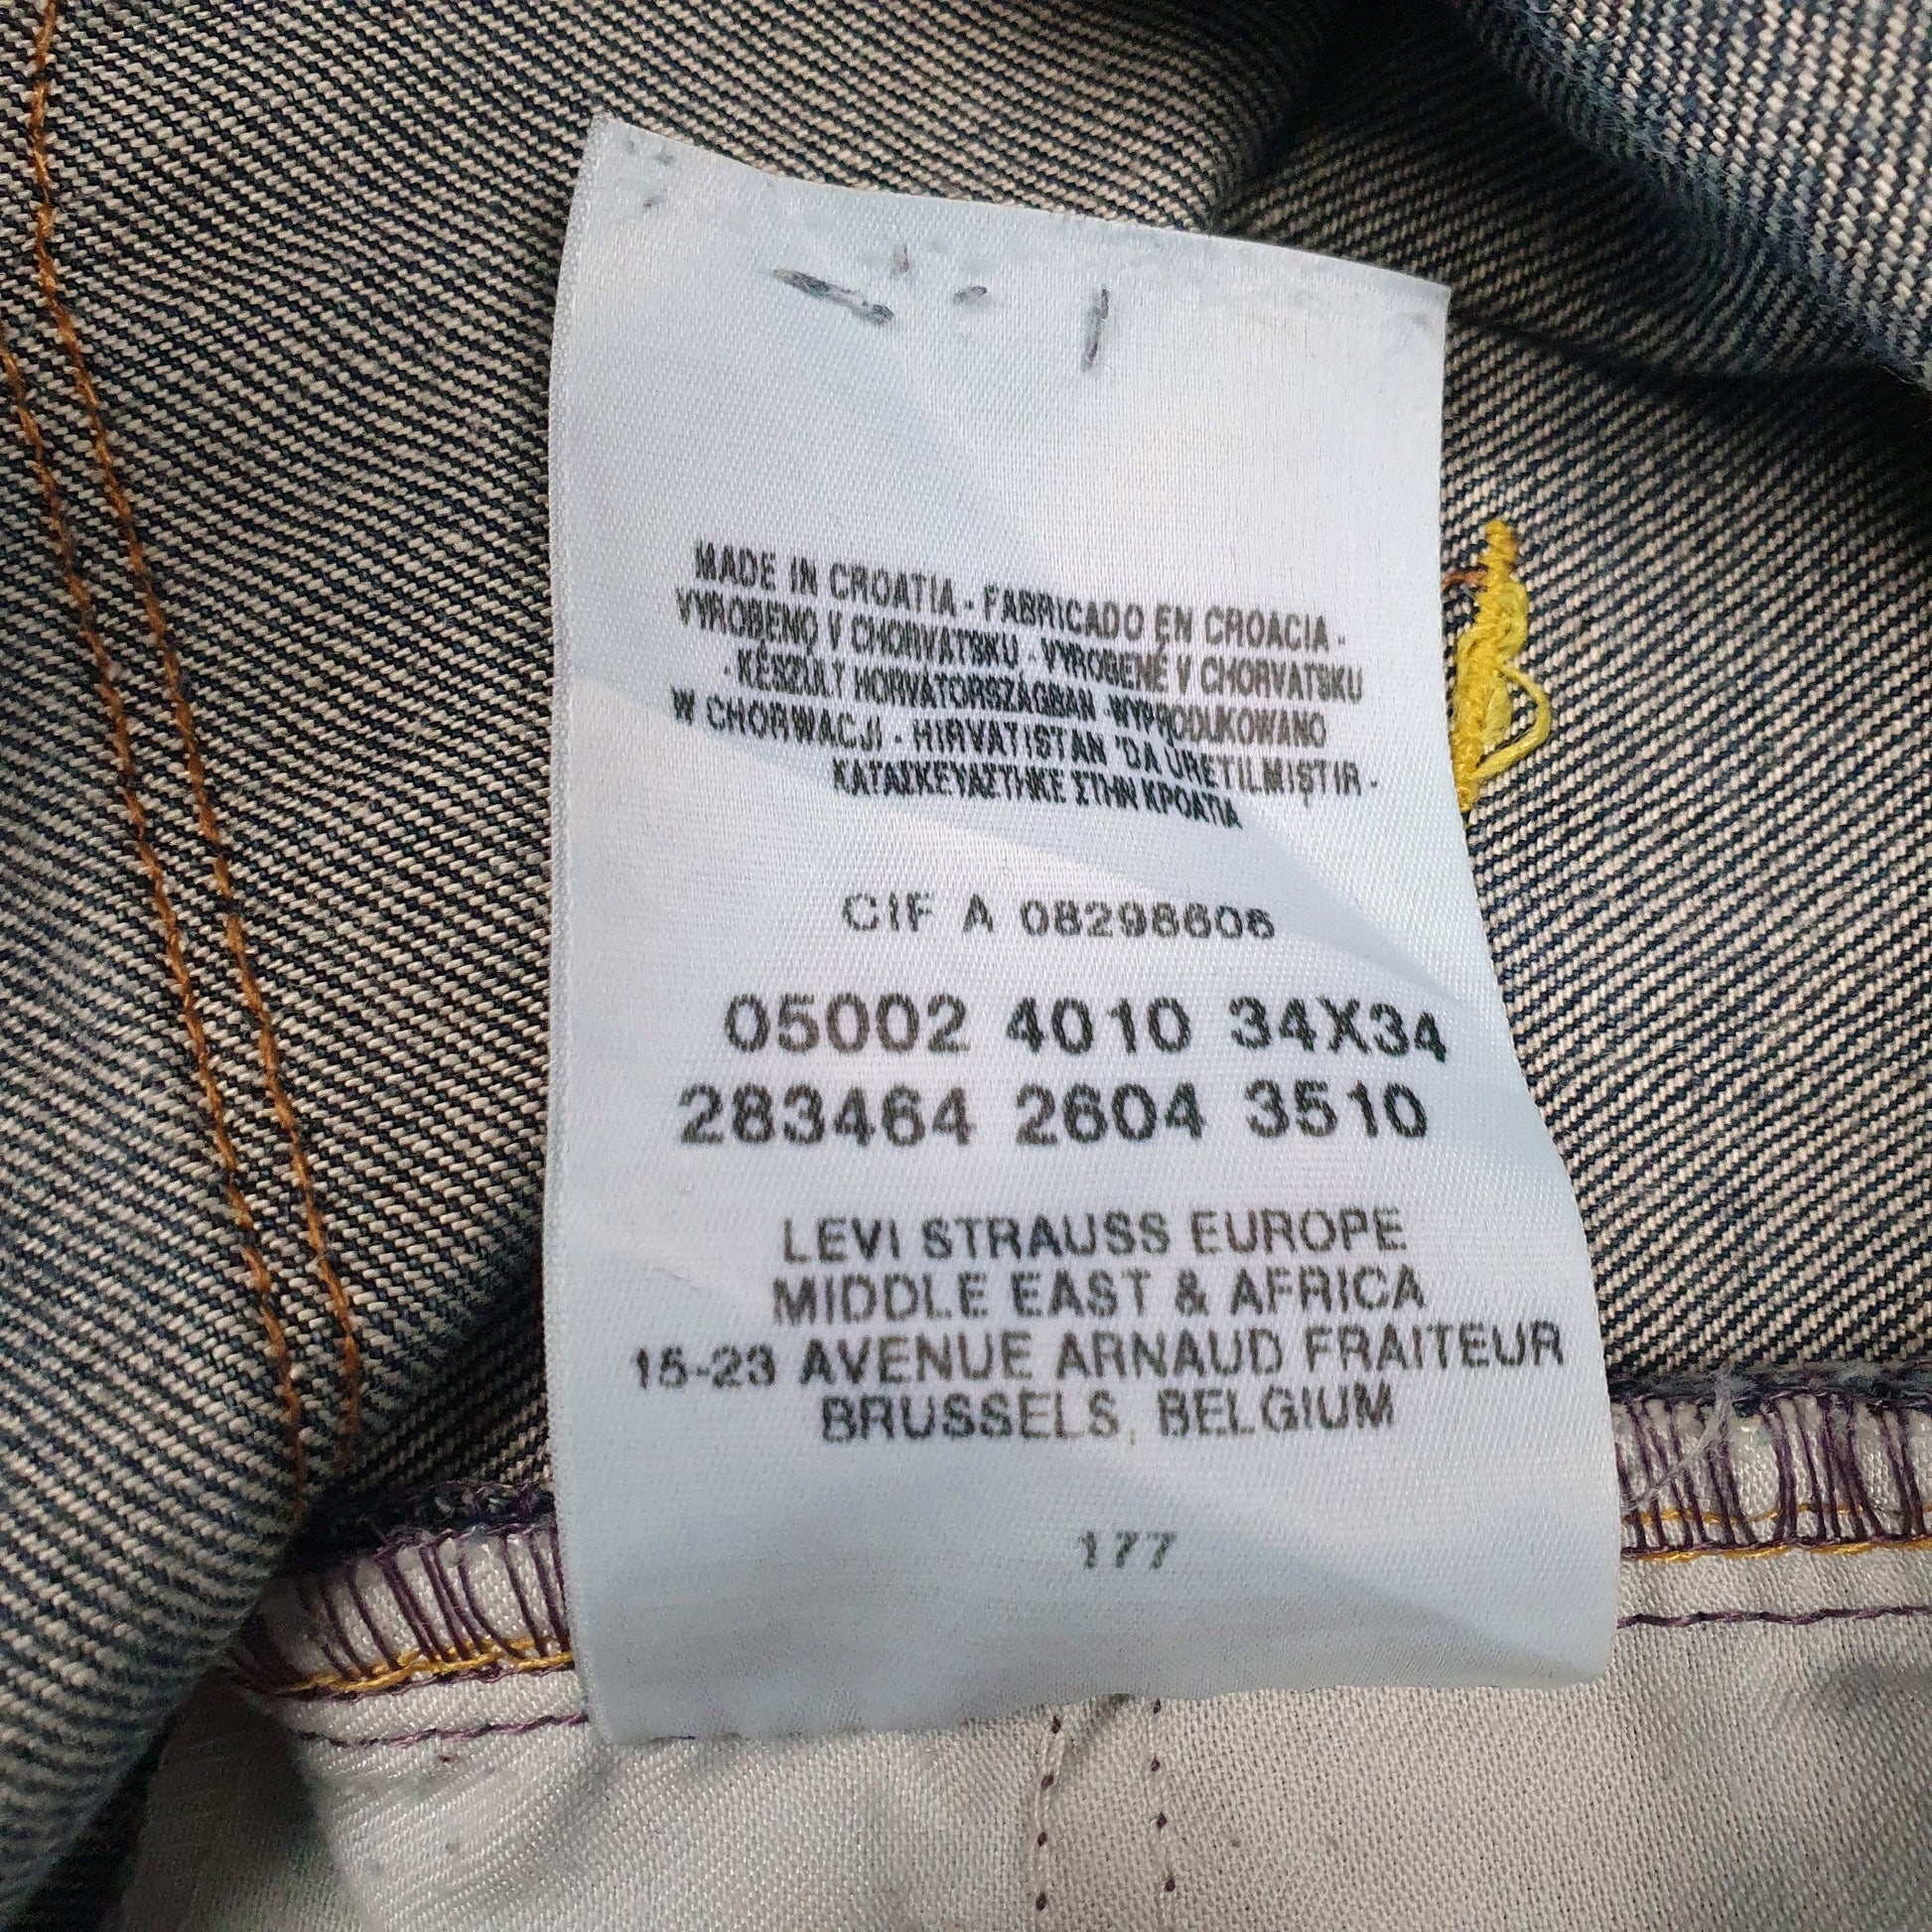 MADE IN CROATIA - FABRICADO EN CROACIA -
VYROBENO V CHORVATSKU - VYROBENÉ V CHORVATSKU
- KÉSZÜLT HORVÁTORSZÁGBAN -WYPRODUKOWANO
W CHORWACJI - HIRVATISTAN 'DA ÜRETILMIŞTIR -
ΚΑΤΑΣΚΕΥΑΣΤΗΚΕ ΣΤΗΝ ΚΡΟΑΤΙΑ
CIF A 08298606
05002 4010 34X34
283464 2604 3510
LEVI STRAUSS EUROPE
MIDDLE EAST & AFRICA
15-23 AVENUE ARNAUD FRAITEUR
BRUSSELS, BELGIUM
177